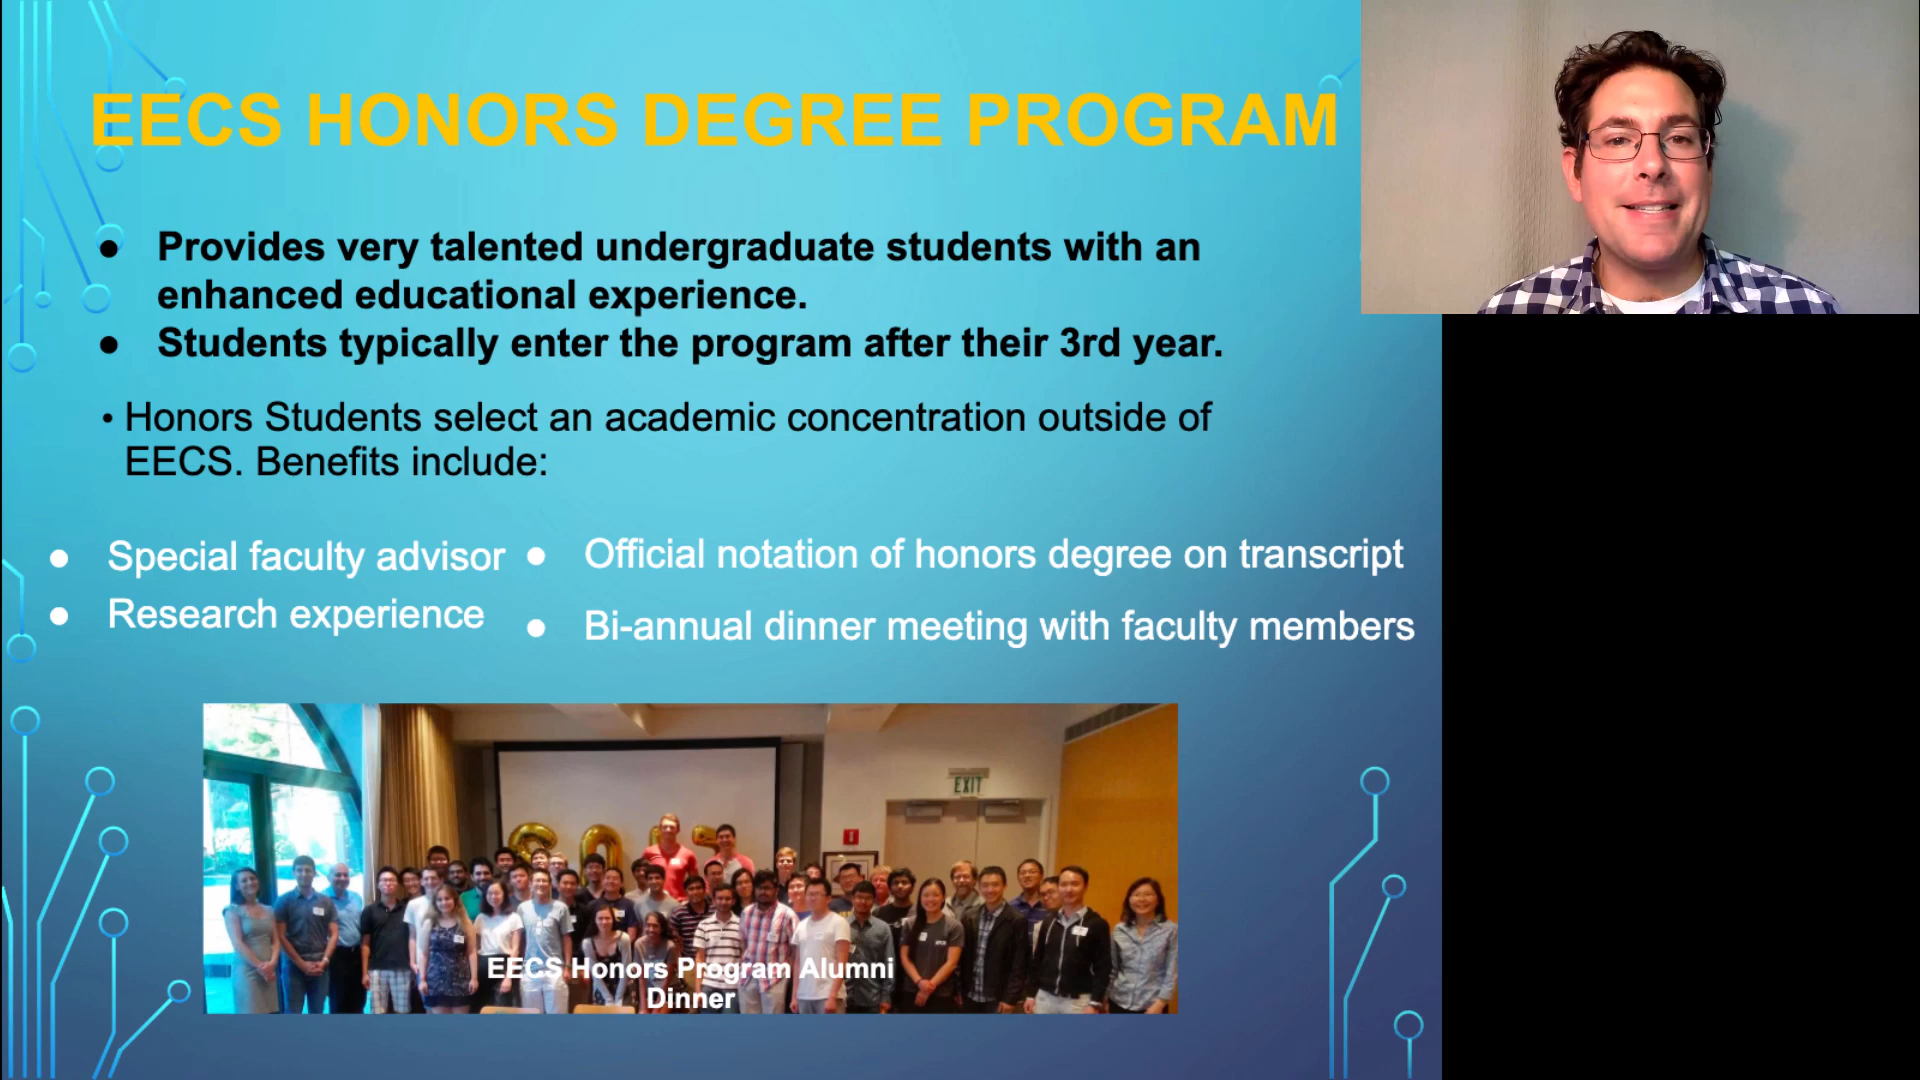 EECS HONORS DEGREE PROGRAM
● Provides very talented undergraduate students with an
enhanced educational experience.
● Students typically enter the program after their 3rd year.
• Honors Students select an academic concentration outside of
EECS. Benefits include:
● Special faculty advisor
● Research experience
● Official notation of honors degree on transcript
● Bi-annual dinner meeting with faculty members
EXIT
EECS Honors Program Alumni
Dinner